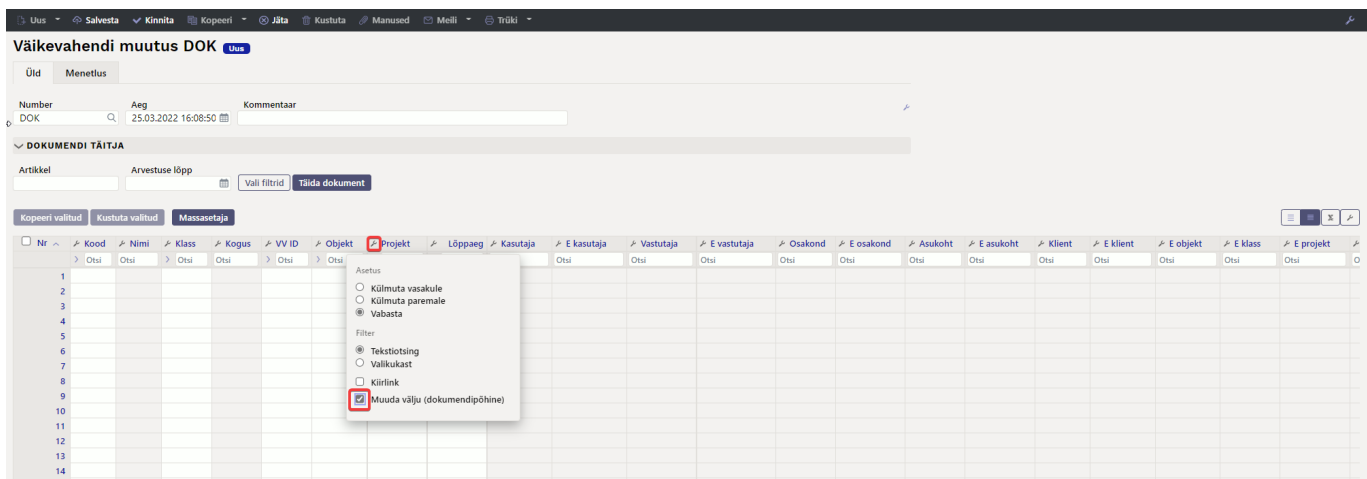 Uus Salvesta Kinnita Kopeeri Jäta Kustuta Manused Meili Trüki
Väikevahendi muutus DOK Uus
Üld Menetlus
Number Aeg Kommentaar
DOK 25.03.2022 16:08:50
DOKUMENDI TÄITJA
Artikkel Arvestuse lõpp
Vali filtrid Täida dokument
Kopeeri valitud Kustuta valitud Massasetaja
Nr Kood Nimi Klass Kogus VV ID Objekt Projekt Lõppaeg Kasutaja E kasutaja Vastutaja E vastutaja Osakond E osakond Asukoht E asukoht Klient E klient E objekt E klass E projekt
Otsi Otsi Otsi Otsi Otsi Otsi Otsi Otsi Otsi Otsi Otsi Otsi Otsi Otsi Otsi Otsi Otsi Otsi
1
2
3
4
5
6
7
8
9
10
11
12
13
14
Asetus
Külmuta vasakule
Külmuta paremale
Vabasta
Filter
Tekstiotsing
Valikukast
Kiirlink
Muuda välju (dokumendipõhine)